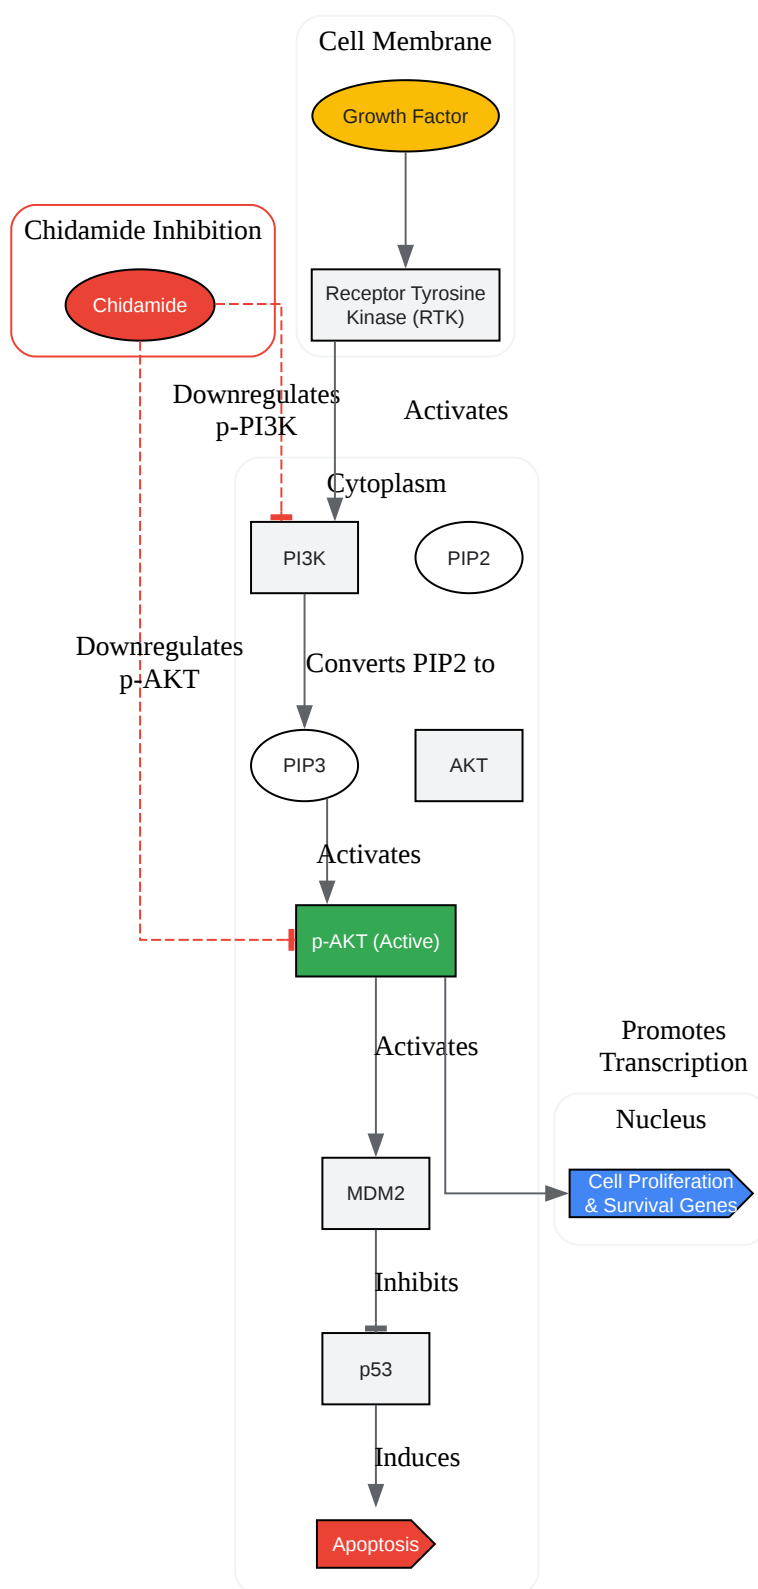 Cell Membrane
Growth Factor
Chidamide Inhibition
Chidamide
Receptor Tyrosine
Kinase (RTK)
Downregulates
p-PI3K
Activates
Cytoplasm
PI3K
PIP2
Downregulates
p-AKT
Converts PIP2 to
PIP3
AKT
Activates
p-AKT (Active)
Activates
Promotes
Transcription
Nucleus
MDM2
Cell Proliferation
& Survival Genes
Inhibits
p53
Induces
Apoptosis